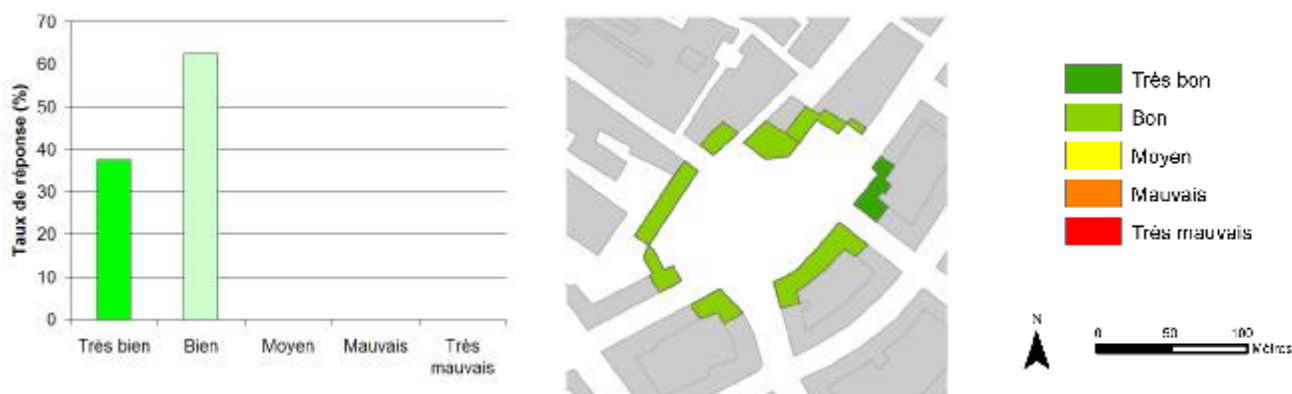 70
60
50
40
30
20
10
0
Taux de réponse (%)
Très bien
Bien
Moyen
Mauvais
Très
mauvais
Très bon
Bon
Moyen
Mauvais
Très mauvais
N
0 50 100
Mètres